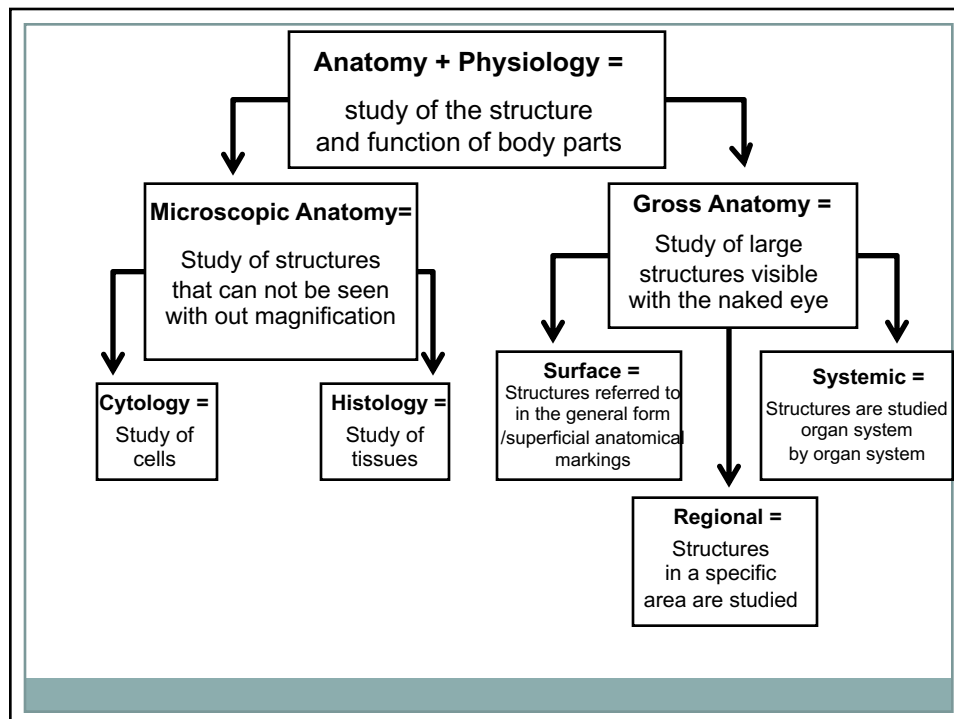 Anatomy + Physiology =
study of the structure
and function of body parts
Microscopic Anatomy=
Study of structures
that can not be seen
with out magnification
Gross Anatomy =
Study of large
structures visible
with the naked eye
Cytology =
Study of
cells
Histology =
Study of
tissues
Surface =
Structures referred to
in the general form
/superficial anatomical
markings
Systemic =
Structures are studied
organ system
by organ system
Regional =
Structures
in a specific
area are studied